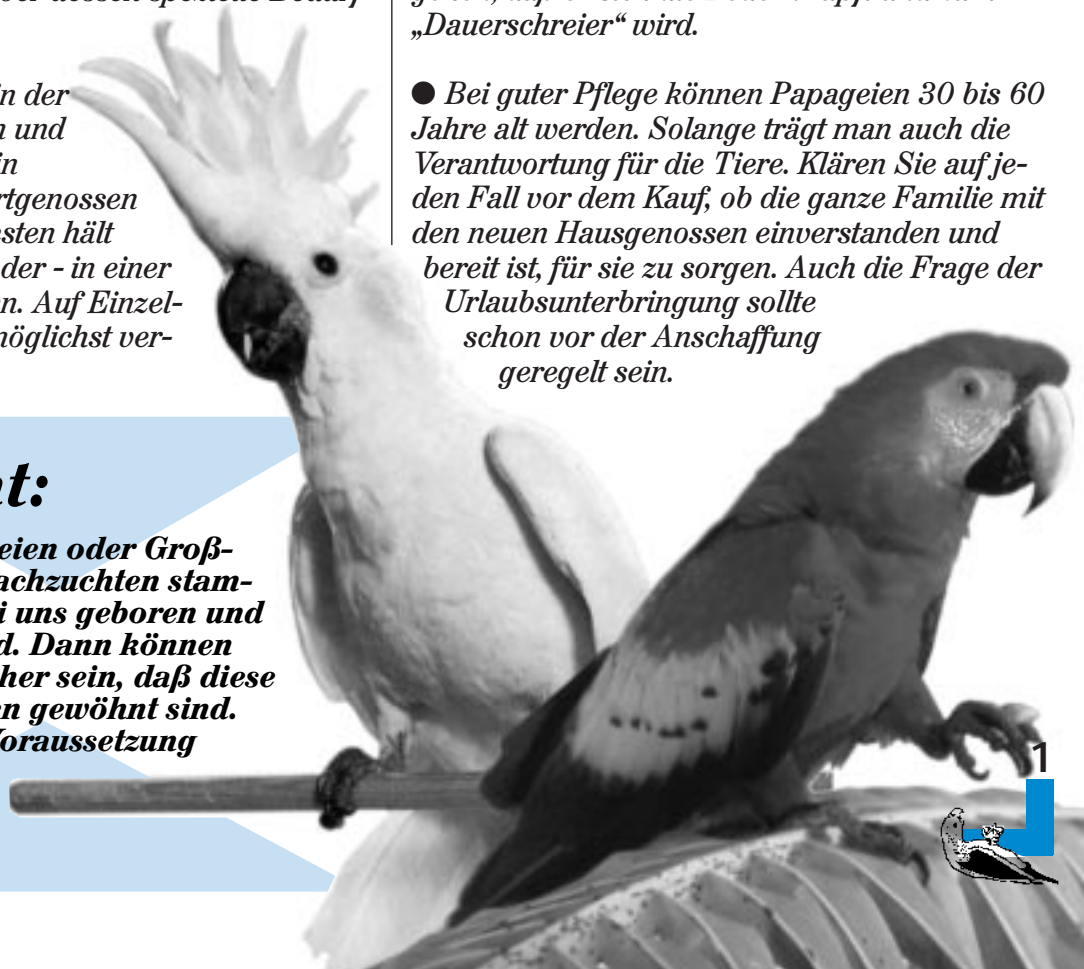 in der
n und
in
rtgenossen
sten hält
der - in einer
n. Auf Einzel-
möglichst ver-
t:
eien oder Groß-
achzuchten stam-
i uns geboren und
d. Dann können
her sein, daß diese
en gewöhnt sind.
Voraussetzung
„Dauerschreier“ wird.
● Bei guter Pflege können Papageien 30 bis 60
Jahre alt werden. Solange trägt man auch die
Verantwortung für die Tiere. Klären Sie auf je-
den Fall vor dem Kauf, ob die ganze Familie mit
den neuen Hausgenossen einverstanden und
bereit ist, für sie zu sorgen. Auch die Frage der
Urlaubsunterbringung sollte
schon vor der Anschaffung
geregelt sein.
1